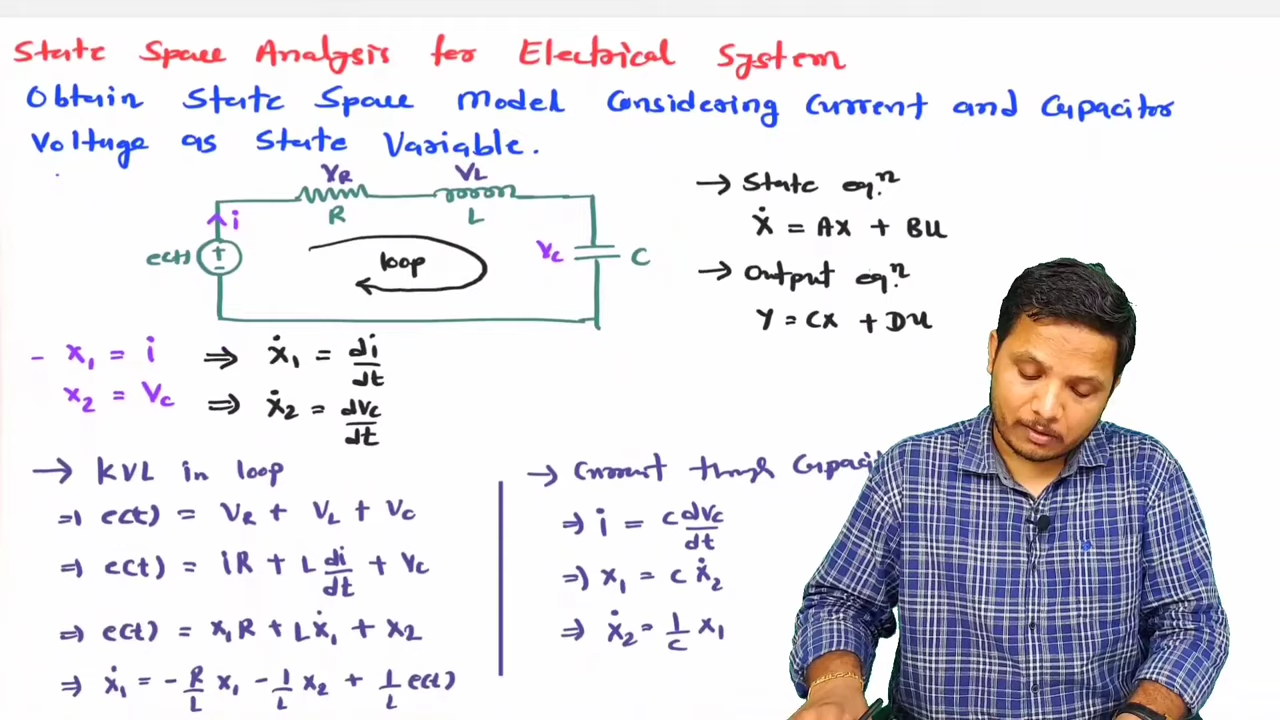 State Space Analysis for Electrical System
Obtain State Space Model Considering Current and Capacitor
Voltage as State Variable.
VR VL
i R L
e(t) + - loop Vc C
→ State eq.ⁿ
Ẋ = AX + BU
→ Output eq.ⁿ
Y = CX + DU
- x₁ = i ⇒ ẋ₁ = di/dt
x₂ = Vc ⇒ ẋ₂ = dVc/dt
→ KVL in loop
⇒ e(t) = VR + VL + Vc
⇒ e(t) = iR + L di/dt + Vc
⇒ e(t) = x₁R + Lẋ₁ + x₂
⇒ ẋ₁ = -R/L x₁ - 1/L x₂ + 1/L e(t)
→ Current through
⇒ i = C dVc/dt
⇒ x₁ = C ẋ₂
⇒ ẋ₂ = 1/C x₁